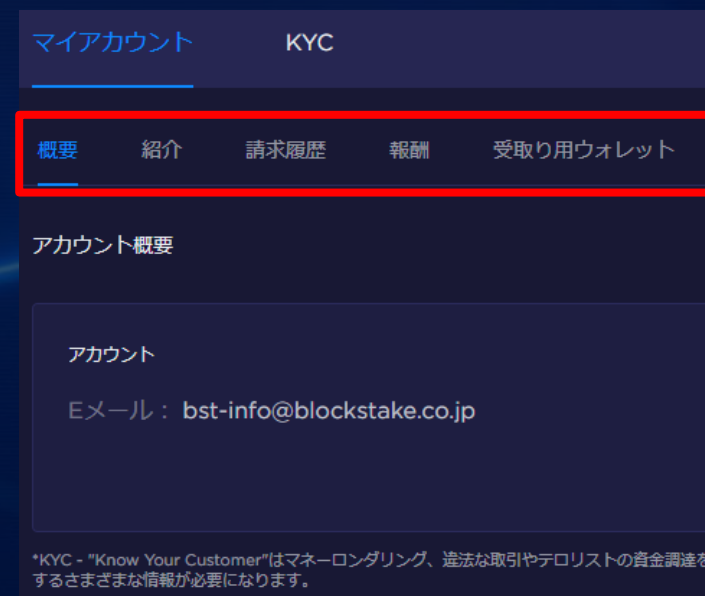 マイアカウント KYC
概要 紹介 請求履歴 報酬 受取り用ウォレット
アカウント概要
アカウント
Eメール： bst-info@blockstake.co.jp
*KYC - "Know Your Customer"はマネーロンダリング、違法な取引やテロリストの資金調達を
するさまざまな情報が必要になります。